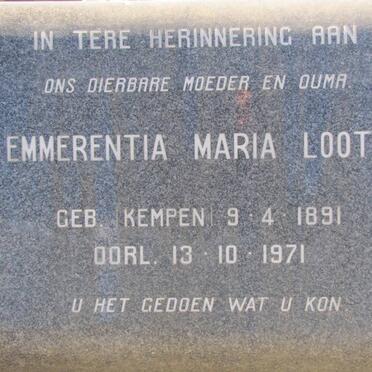 IN TERE HERINNERING AAN
ONS DIERBARE MOEDER EN OUMA.
EMMERENTIA MARIA LOOT
GEB. (KEMPEN) 9·4·1891
OORL. 13·10·1971
U HET GEDOEN WAT U KON.